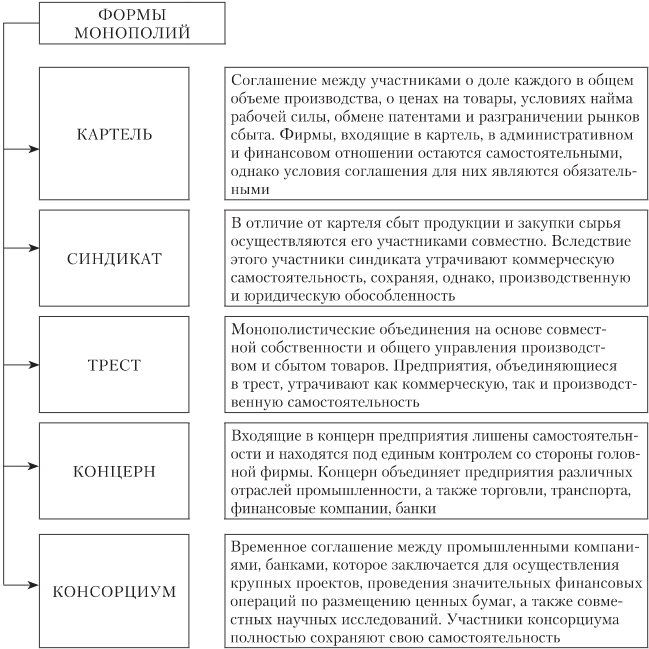 ФОРМЫ
МОНОПОЛИЙ
КАРТЕЛЬ
Соглашение между участниками о доле каждого в общем
объеме производства, о ценах на товары, условиях найма
рабочей силы, обмене патентами и разграничении рынков
сбыта. Фирмы, входящие в картель, в административном
и финансовом отношении остаются самостоятельными,
однако условия соглашения для них являются обязатель-
ными
СИНДИКАТ
В отличие от картеля сбыт продукции и закупки сырья
осуществляются его участниками совместно. Вследствие
этого участники синдиката утрачивают коммерческую
самостоятельность, сохраняя, однако, производственную
и юридическую обособленность
ТРЕСТ
Монополистические объединения на основе совмест-
ной собственности и общего управления производст-
вом и сбытом товаров. Предприятия, объединяющиеся
в трест, утрачивают как коммерческую, так и производст-
венную самостоятельность
КОНЦЕРН
Входящие в концерн предприятия лишены самостоятельн-
ности и находятся под единым контролем со стороны голов-
ной фирмы. Концерн объединяет предприятия различных
отраслей промышленности, а также торговли, транспорта,
финансовые компании, банки
КОНСОРЦИУМ
Временное соглашение между промышленными компани-
ями, банками, которое заключается для осуществления
крупных проектов, проведения значительных финансовых
операций по размещению ценных бумаг, а также совме-
стных научных исследований. Участники консорциума
полностью сохраняют свою самостоятельность